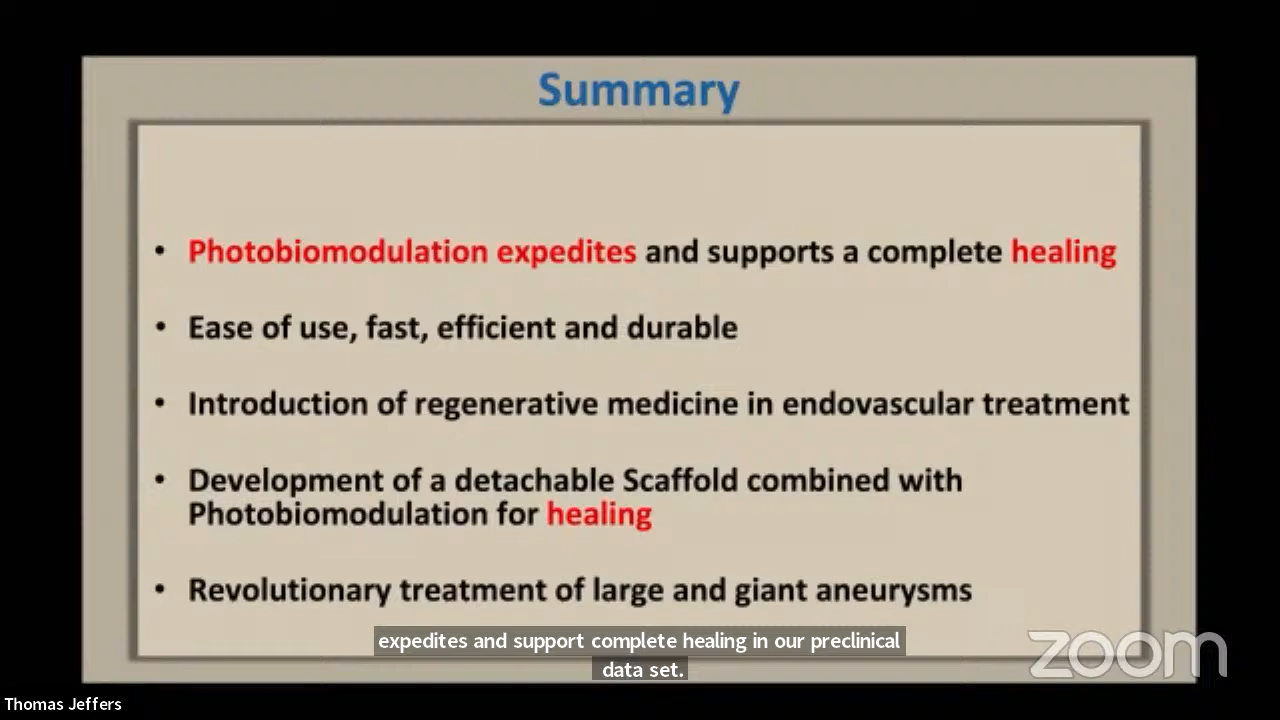 Summary
• Photobiomodulation expedites and supports a complete healing
• Ease of use, fast, efficient and durable
• Introduction of regenerative medicine in endovascular treatment
• Development of a detachable Scaffold combined with
Photobiomodulation for healing
• Revolutionary treatment of large and giant aneurysms
expedites and support complete healing in our preclinical
data set.
zoom
Thomas Jeffers